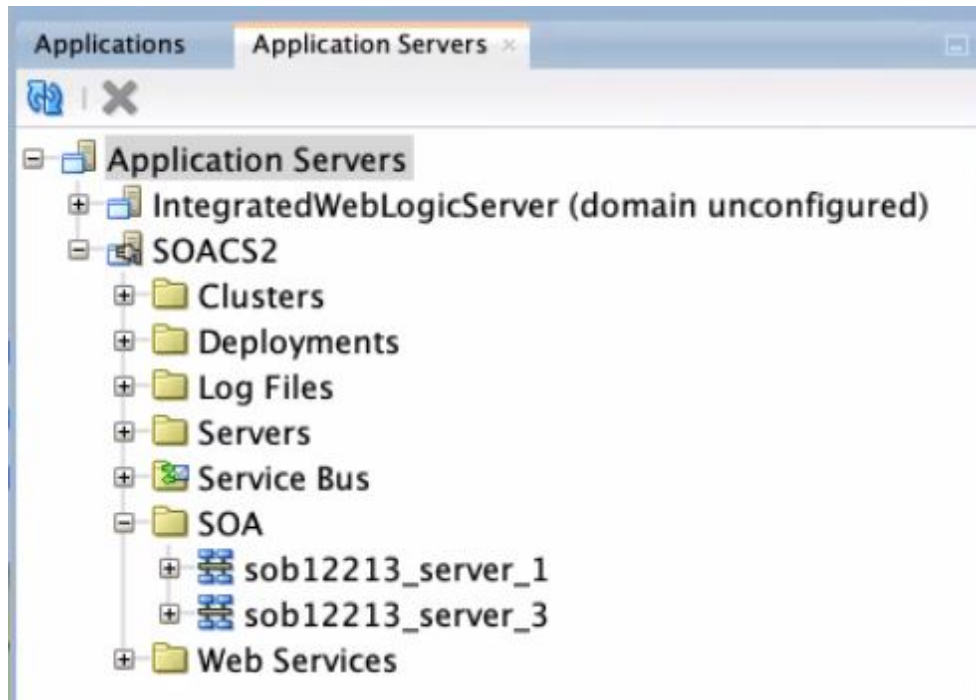 Applications Application Servers
Application Servers
IntegratedWebLogicServer (domain unconfigured)
SOACS2
Clusters
Deployments
Log Files
Servers
Service Bus
SOA
sob12213_server_1
sob12213_server_3
Web Services